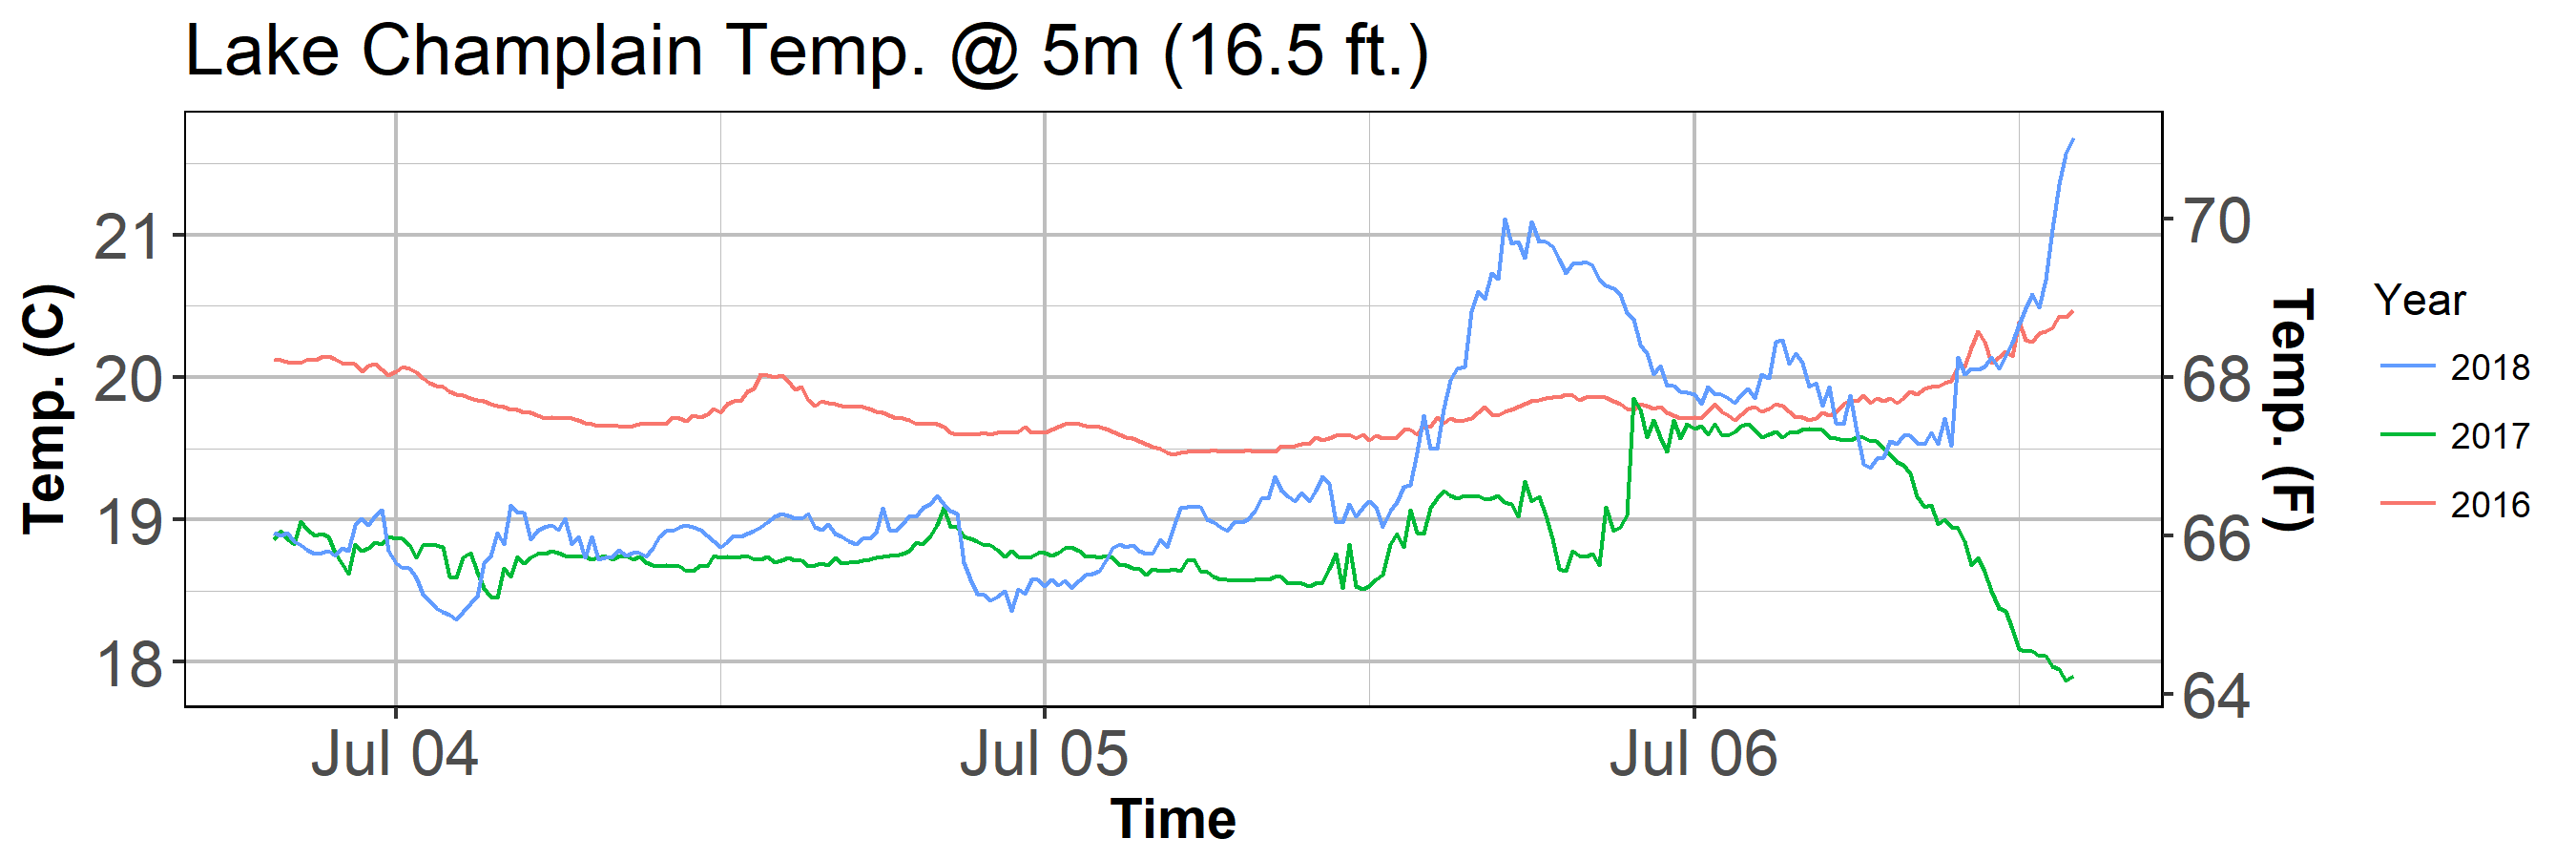 Lake Champlain Temp. @ 5m (16.5 ft.)
Temp. (C)
21
20
19
18
70
68
66
64
Temp. (F)
Year
2018
2017
2016
Jul 04
Jul 05
Jul 06
Time